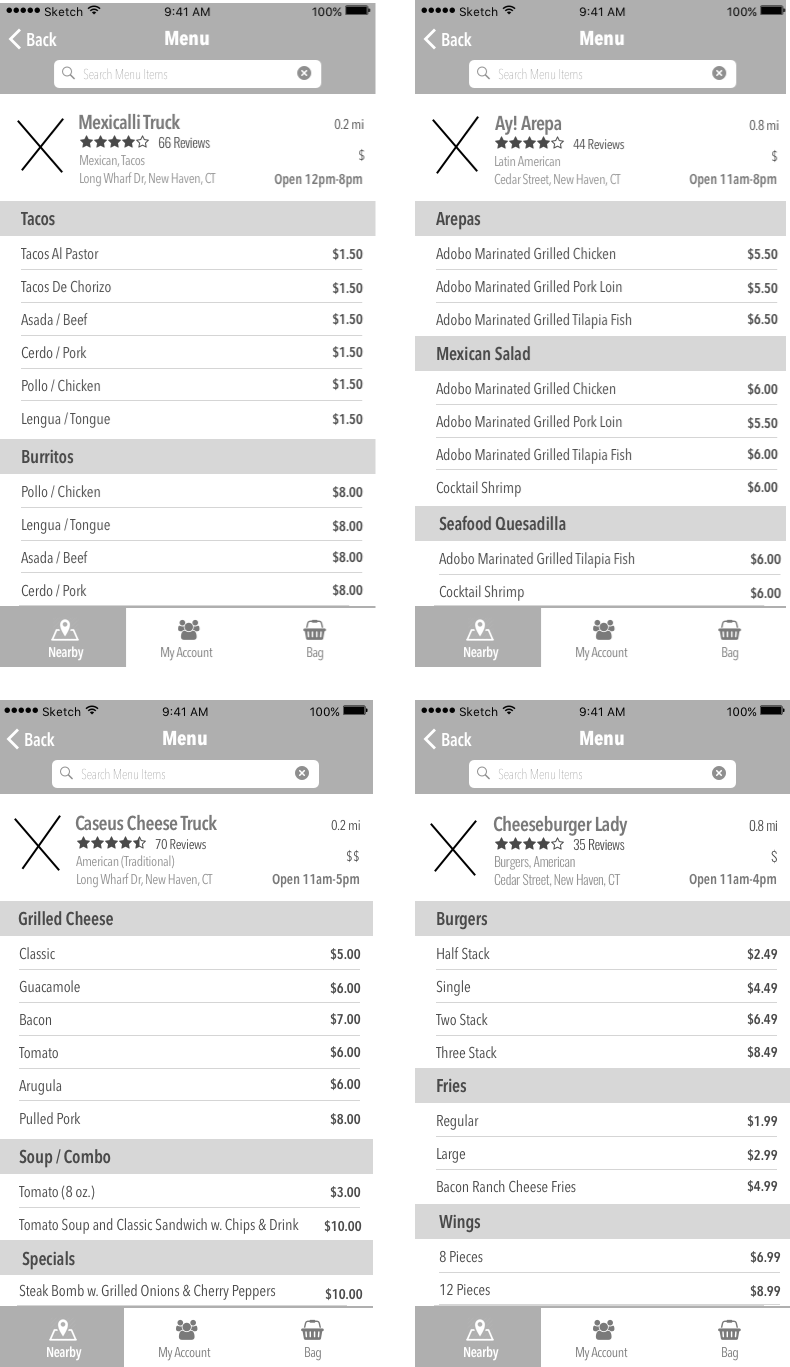 Sketch 9:41 AM 100%
Back Menu
Search Menu Items
Mexicalli Truck 0.2 mi
66 Reviews
Mexican, Tacos $
Long Wharf Dr, New Haven, CT Open 12pm-8pm
Tacos
Tacos Al Pastor $1.50
Tacos De Chorizo $1.50
Asada / Beef $1.50
Cerdo / Pork $1.50
Pollo / Chicken $1.50
Lengua / Tongue $1.50
Burritos
Pollo / Chicken $8.00
Lengua / Tongue $8.00
Asada / Beef $8.00
Cerdo / Pork $8.00
Nearby My Account Bag
Sketch 9:41 AM 100%
Back Menu
Search Menu Items
Ay! Arepa 0.8 mi
44 Reviews
Latin American $
Cedar Street, New Haven, CT Open 11am-8pm
Arepas
Adobo Marinated Grilled Chicken $5.50
Adobo Marinated Grilled Pork Loin $5.50
Adobo Marinated Grilled Tilapia Fish $6.50
Mexican Salad
Adobo Marinated Grilled Chicken $6.00
Adobo Marinated Grilled Pork Loin $5.50
Adobo Marinated Grilled Tilapia Fish $6.00
Cocktail Shrimp $6.00
Seafood Quesadilla
Adobo Marinated Grilled Tilapia Fish $6.00
Cocktail Shrimp $6.00
Nearby My Account Bag
Sketch 9:41 AM 100%
Back Menu
Search Menu Items
Caseus Cheese Truck 0.2 mi
70 Reviews
American (Traditional) $$
Long Wharf Dr, New Haven, CT Open 11am-5pm
Grilled Cheese
Classic $5.00
Guacamole $6.00
Bacon $7.00
Tomato $6.00
Arugula $6.00
Pulled Pork $8.00
Soup / Combo
Tomato (8 oz.) $3.00
Tomato Soup and Classic Sandwich w. Chips & Drink $10.00
Specials
Steak Bomb w. Grilled Onions & Cherry Peppers $10.00
Nearby My Account Bag
Sketch 9:41 AM 100%
Back Menu
Search Menu Items
Cheeseburger Lady 0.8 mi
35 Reviews
Burgers, American $
Cedar Street, New Haven, CT Open 11am-4pm
Burgers
Half Stack $2.49
Single $4.49
Two Stack $6.49
Three Stack $8.49
Fries
Regular $1.99
Large $2.99
Bacon Ranch Cheese Fries $4.99
Wings
8 Pieces $6.99
12 Pieces $8.99
Nearby My Account Bag